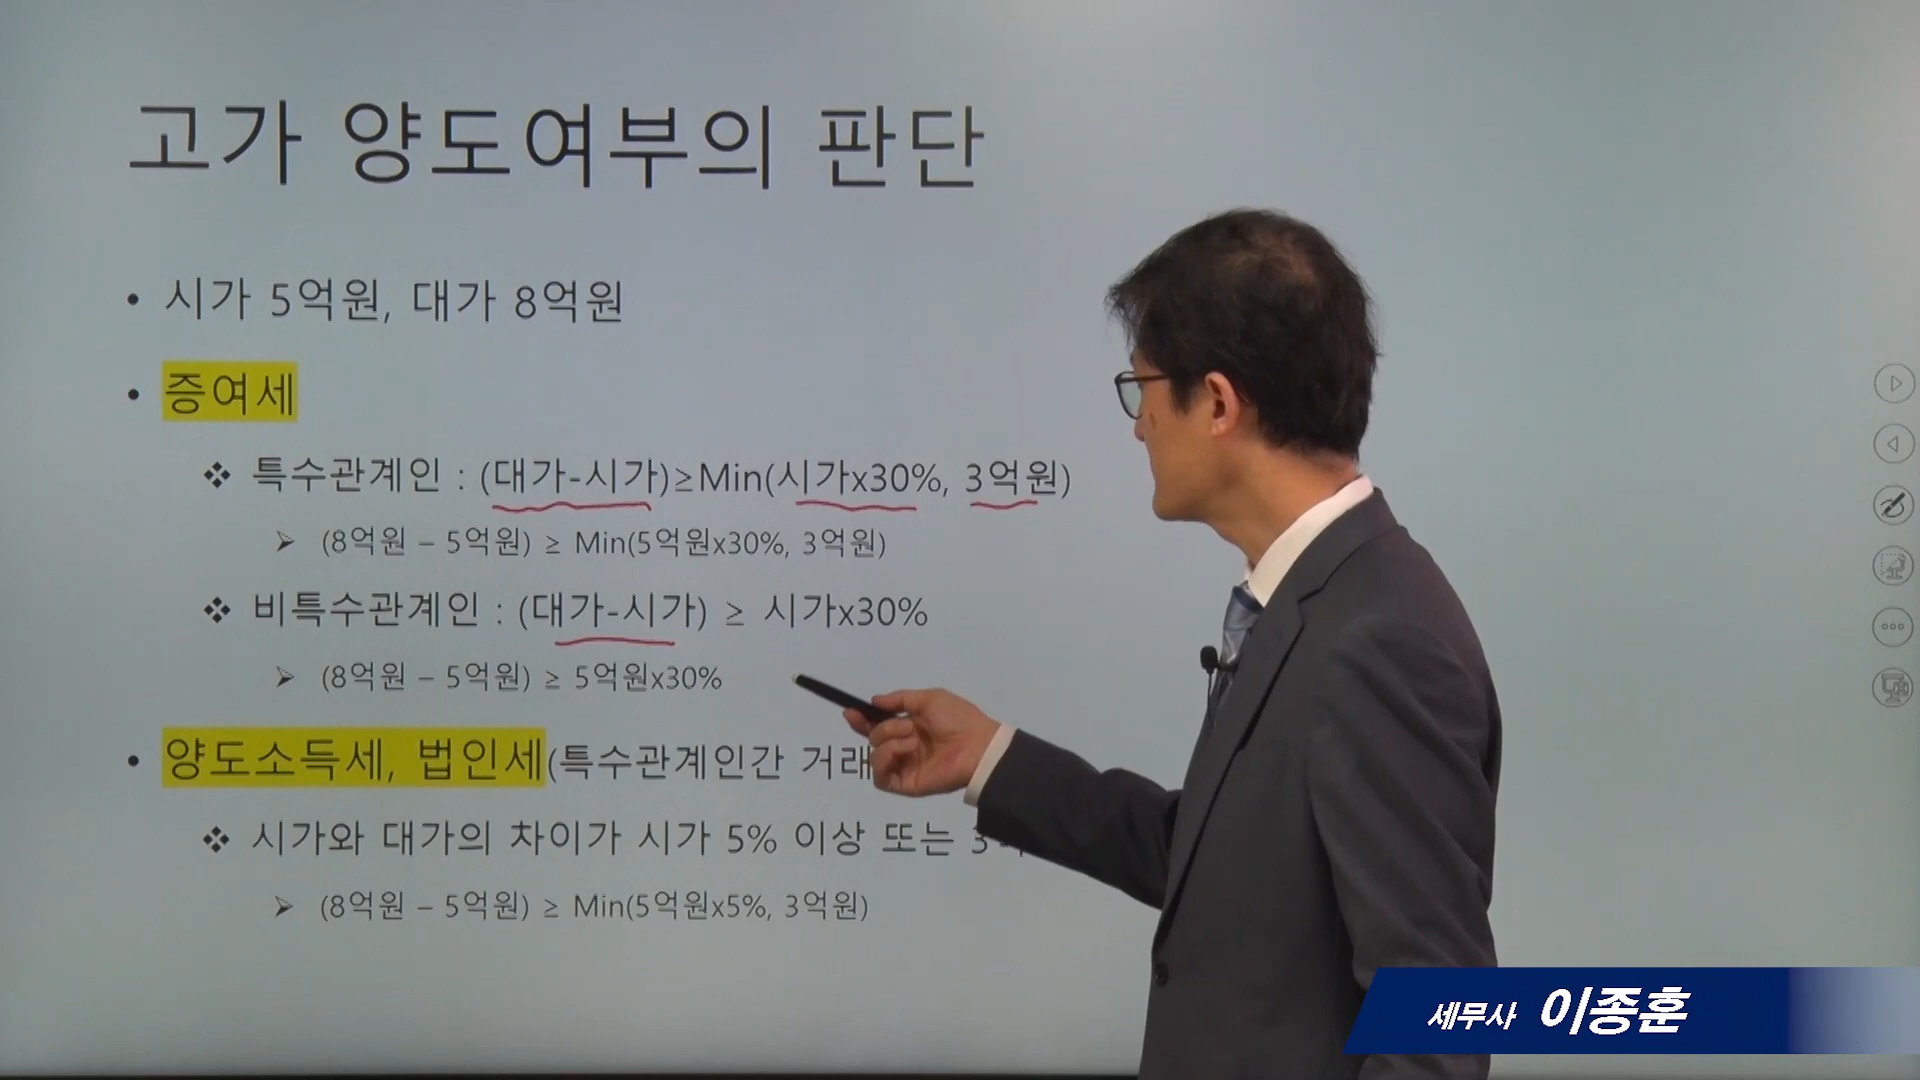 고가 양도여부의 판단
• 시가 5억원, 대가 8억원
• 증여세
❖ 특수관계인 : (대가-시가)≥Min(시가x30%, 3억원)
➢ (8억원 – 5억원) ≥ Min(5억원x30%, 3억원)
❖ 비특수관계인 : (대가-시가) ≥ 시가x30%
➢ (8억원 – 5억원) ≥ 5억원x30%
• 양도소득세, 법인세(특수관계인간 거래
❖ 시가와 대가의 차이가 시가 5% 이상 또는 3
➢ (8억원 – 5억원) ≥ Min(5억원x5%, 3억원)
세무사 이종훈